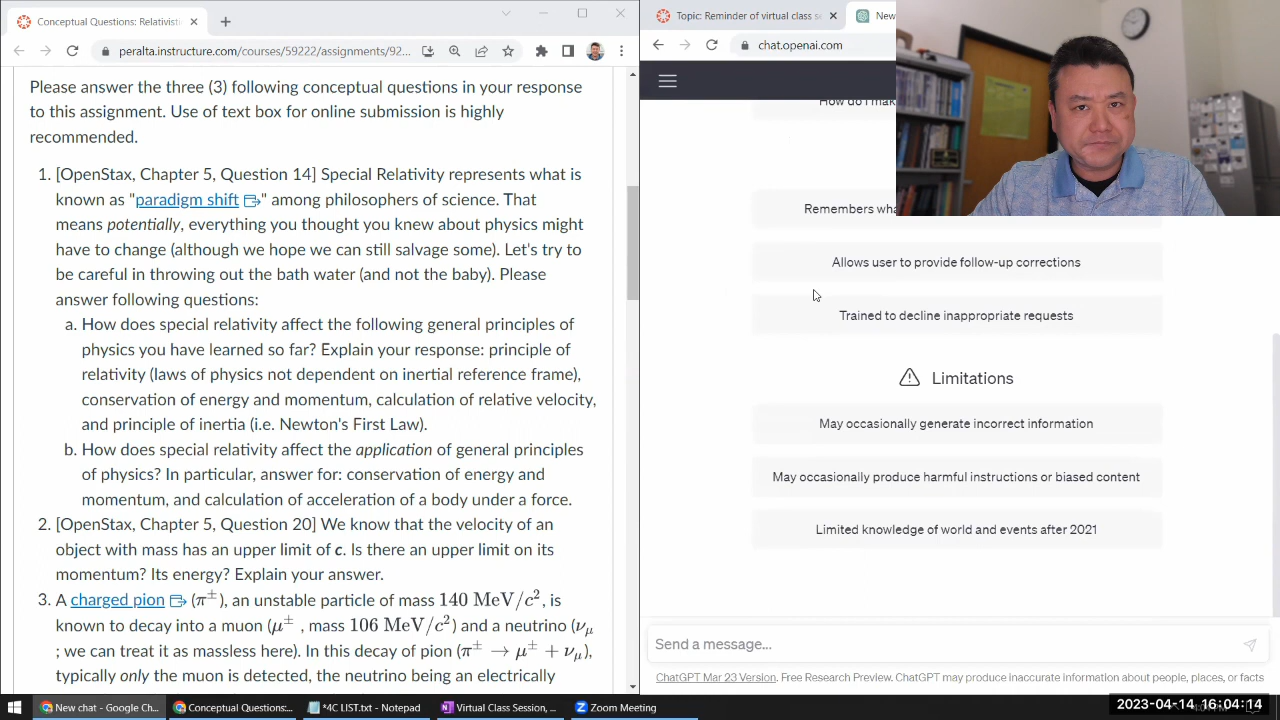 Conceptual Questions: Relativist
peralta.instructure.com/courses/59222/assignments/92...
Please answer the three (3) following conceptual questions in your response
to this assignment. Use of text box for online submission is highly
recommended.
1. [OpenStax, Chapter 5, Question 14] Special Relativity represents what is
known as "paradigm shift" among philosophers of science. That
means potentially, everything you thought you knew about physics might
have to change (although we hope we can still salvage some). Let's try to
be careful in throwing out the bath water (and not the baby). Please
answer following questions:
a. How does special relativity affect the following general principles of
physics you have learned so far? Explain your response: principle of
relativity (laws of physics not dependent on inertial reference frame),
conservation of energy and momentum, calculation of relative velocity,
and principle of inertia (i.e. Newton's First Law).
b. How does special relativity affect the application of general principles
of physics? In particular, answer for: conservation of energy and
momentum, and calculation of acceleration of a body under a force.
2. [OpenStax, Chapter 5, Question 20] We know that the velocity of an
object with mass has an upper limit of c. Is there an upper limit on its
momentum? Its energy? Explain your answer.
3. A charged pion (π±), an unstable particle of mass 140 MeV/c², is
known to decay into a muon (μ±, mass 106 MeV/c²) and a neutrino (νμ
; we can treat it as massless here). In this decay of pion (π± → μ± + νμ),
typically only the muon is detected, the neutrino being an electrically
Topic: Reminder of virtual class s
New
chat.openai.com
How do I mak
Remembers wha
Allows user to provide follow-up corrections
Trained to decline inappropriate requests
Limitations
May occasionally generate incorrect information
May occasionally produce harmful instructions or biased content
Limited knowledge of world and events after 2021
Send a message...
ChatGPT Mar 23 Version. Free Research Preview. ChatGPT may produce inaccurate information about people, places, or facts
New chat - Google Ch...
Conceptual Questions:...
*4C LIST.txt - Notepad
Virtual Class Session, ...
Zoom Meeting
2023-04-14 16:04:14